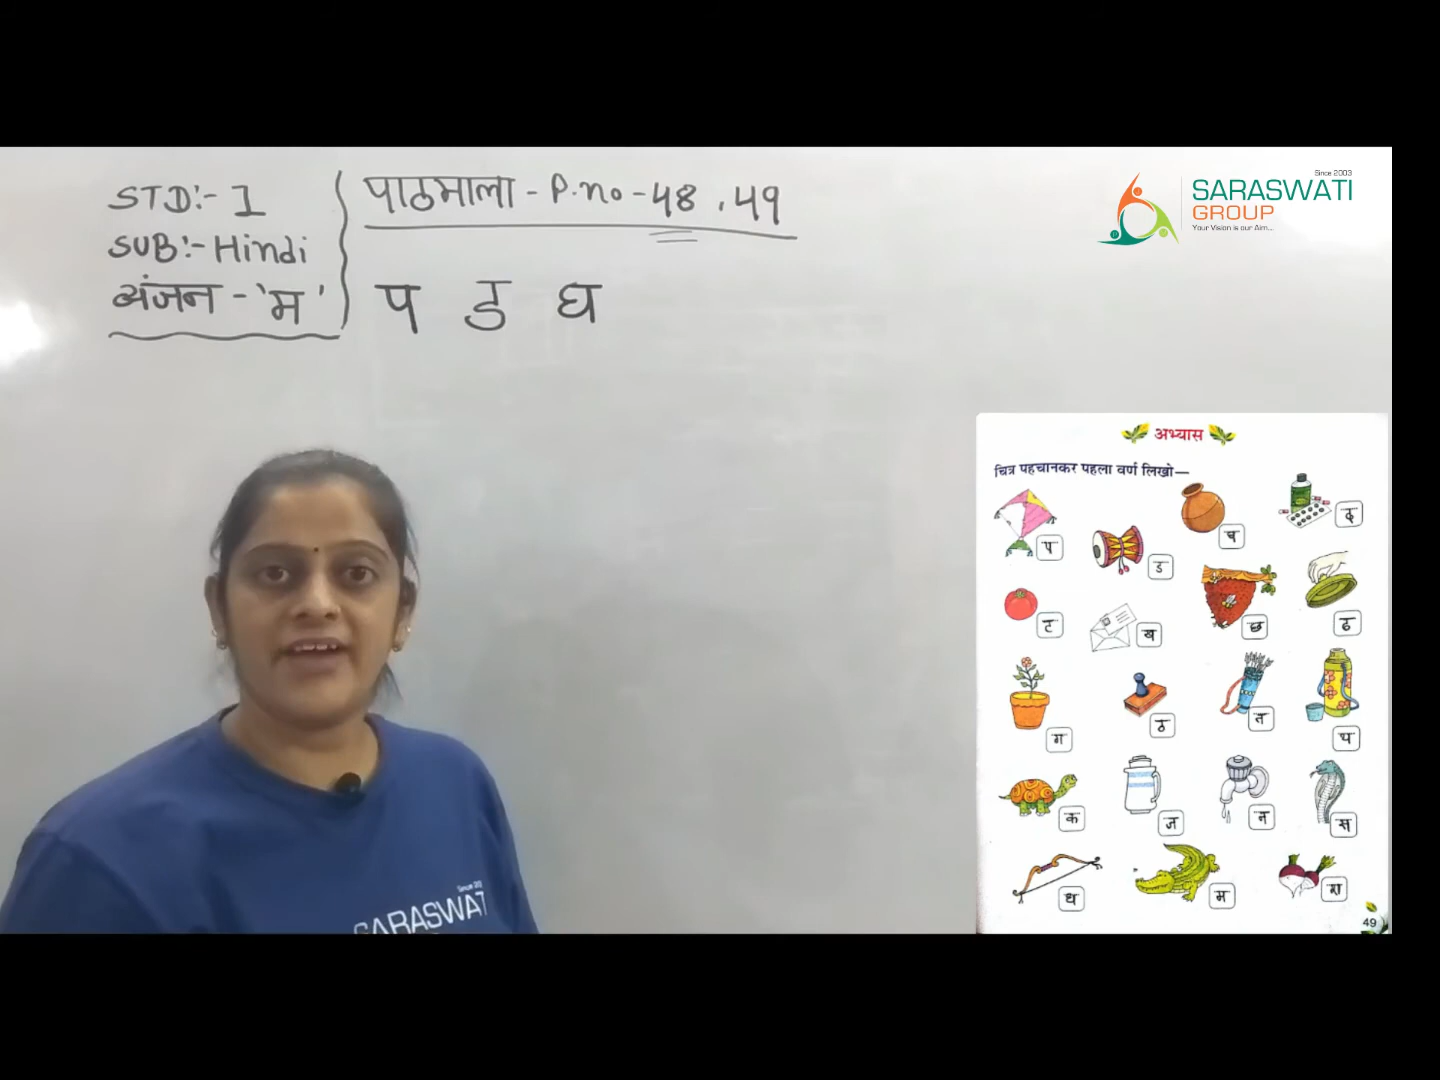 STD:- 1
SUB:- Hindi
व्यंजन - 'म'
पाठमाला - P.no - 48, 49
प ड घ
Since 2003
SARASWATI
GROUP
Your Vision is our Aim...
अभ्यास
चित्र पहचानकर पहला वर्ण लिखो—
प ड घ द
ट ख छ ढ
ग ठ त थ
क ज न स
ध म श
49
SARASWAT